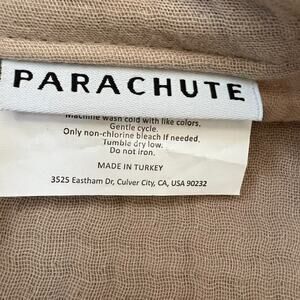 PARACHUTE
Machine wash cold with like colors.
Gentle cycle.
Only non-chlorine bleach If needed.
Tumble dry low.
Do not iron.
MADE IN TURKEY
3525 Eastham Dr, Culver City, CA, USA 90232